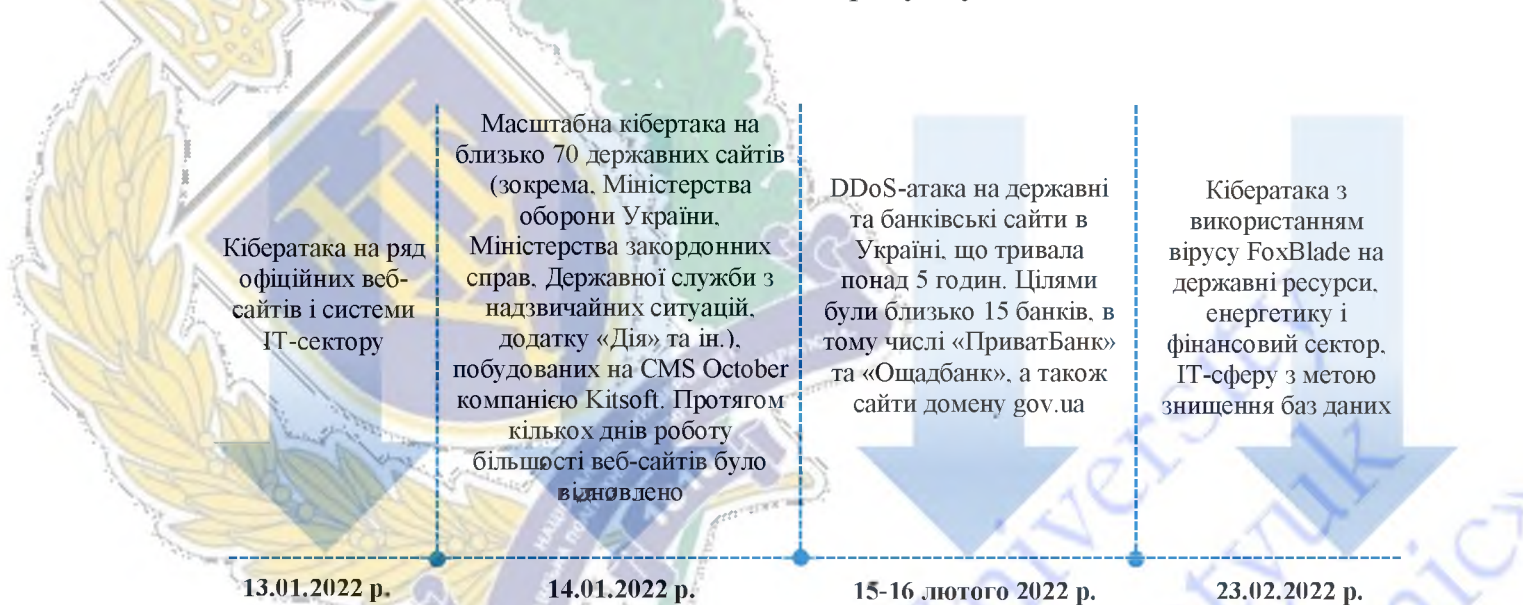 Кібератака на ряд
офіційних веб-
сайтів і системи
ІТ-сектору
Масштабна кібертака на
близько 70 державних сайтів
(зокрема, Міністерства
оборони України,
Міністерства закордонних
справ, Державної служби з
надзвичайних ситуацій,
додатку «Дія» та ін.),
побудованих на CMS October
компанією Kitsoft. Протягом
кількох днів роботу
більшості веб-сайтів було
відновлено
DDoS-атака на державні
та банківські сайти в
Україні, що тривала
понад 5 годин. Цілями
були близько 15 банків, в
тому числі «ПриватБанк»
та «Ощадбанк», а також
сайти домену gov.ua
Кібератака з
використанням
вірусу FoxBlade на
державні ресурси,
енергетику і
фінансовий сектор,
ІТ-сферу з метою
знищення баз даних
13.01.2022 р.
14.01.2022 р.
15-16 лютого 2022 р.
23.02.2022 р.